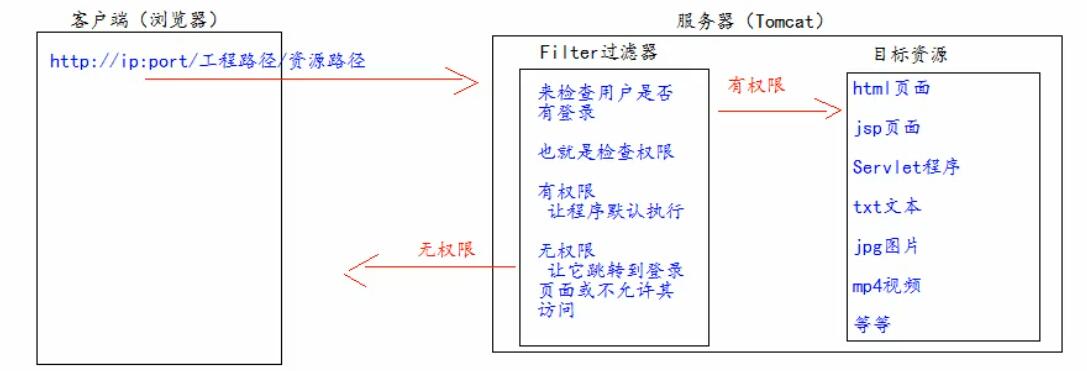 客户端（浏览器）
http://ip:port/工程路径/资源路径
服务器（Tomcat）
Filter过滤器
来检查用户是否
有登录
也就是检查权限
有权限
让程序默认执行
无权限
让它跳转到登录
页面或不允许其
访问
有权限
无权限
目标资源
html页面
jsp页面
Servlet程序
txt文本
jpg图片
mp4视频
等等